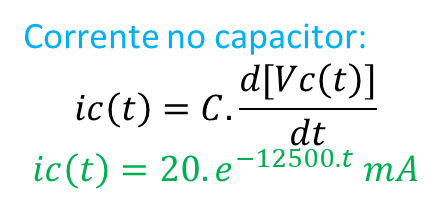 Corrente no capacitor:
ic(t) = C. d[Vc(t)]/dt
ic(t) = 20. e^−12500.t mA